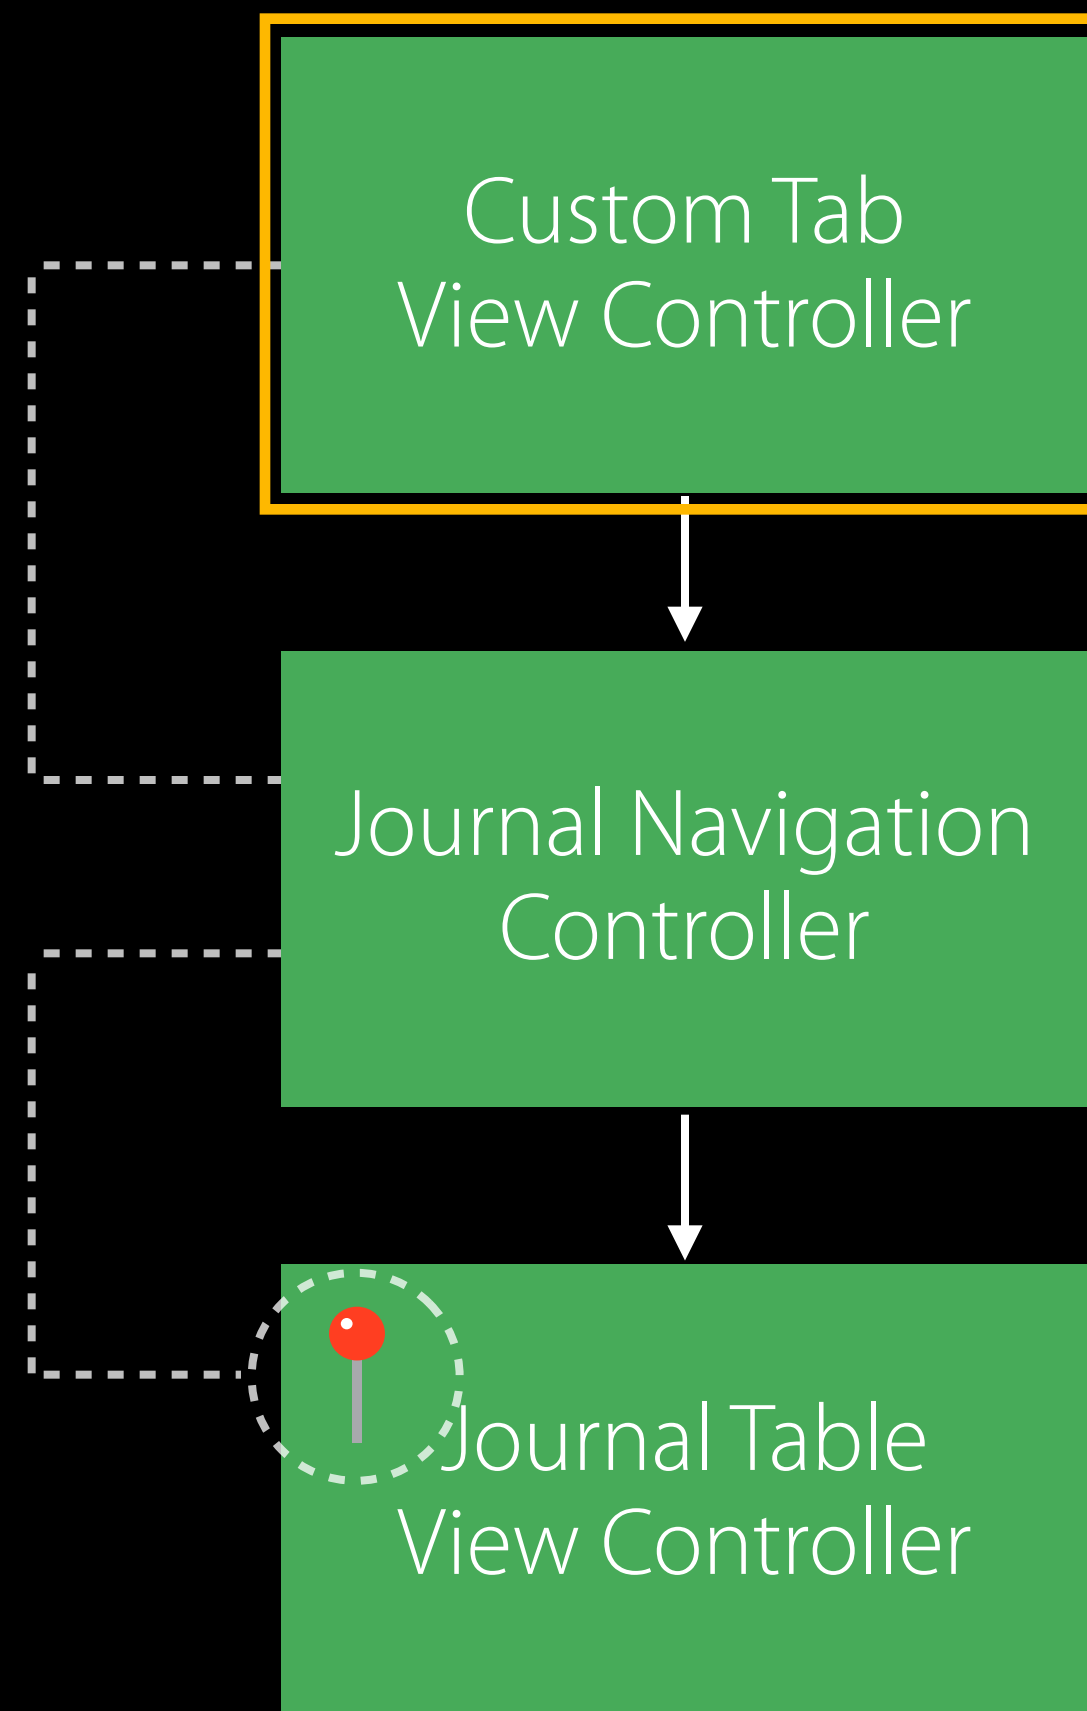 Custom Tab
View Controller
Journal Navigation
Controller
Journal Table
View Controller